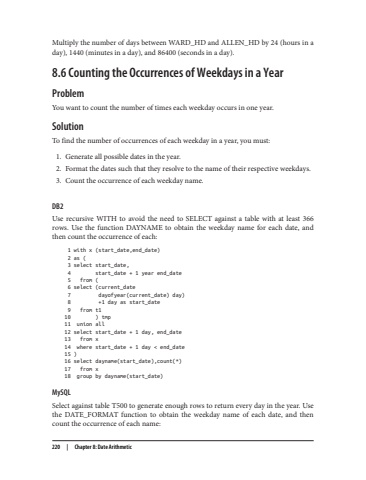 Multiply the number of days between WARD_HD and ALLEN_HD by 24 (hours in a
day), 1440 (minutes in a day), and 86400 (seconds in a day).
8.6 Counting the Occurrences of Weekdays in a Year
Problem
You want to count the number of times each weekday occurs in one year.
Solution
To find the number of occurrences of each weekday in a year, you must:
1. Generate all possible dates in the year.
2. Format the dates such that they resolve to the name of their respective weekdays.
3. Count the occurrence of each weekday name.
DB2
Use recursive WITH to avoid the need to SELECT against a table with at least 366
rows. Use the function DAYNAME to obtain the weekday name for each date, and
then count the occurrence of each:
1 with x (start_date,end_date)
2 as (
3 select start_date,
4 start_date + 1 year end_date
5 from (
6 select (current_date
7 dayofyear(current_date) day)
8 +1 day as start_date
9 from t1
10 ) tmp
11 union all
12 select start_date + 1 day, end_date
13 from x
14 where start_date + 1 day < end_date
15 )
16 select dayname(start_date),count(*)
17 from x
18 group by dayname(start_date)
MySQL
Select against table T500 to generate enough rows to return every day in the year. Use
the DATE_FORMAT function to obtain the weekday name of each date, and then
count the occurrence of each name:
220 | Chapter 8: Date Arithmetic